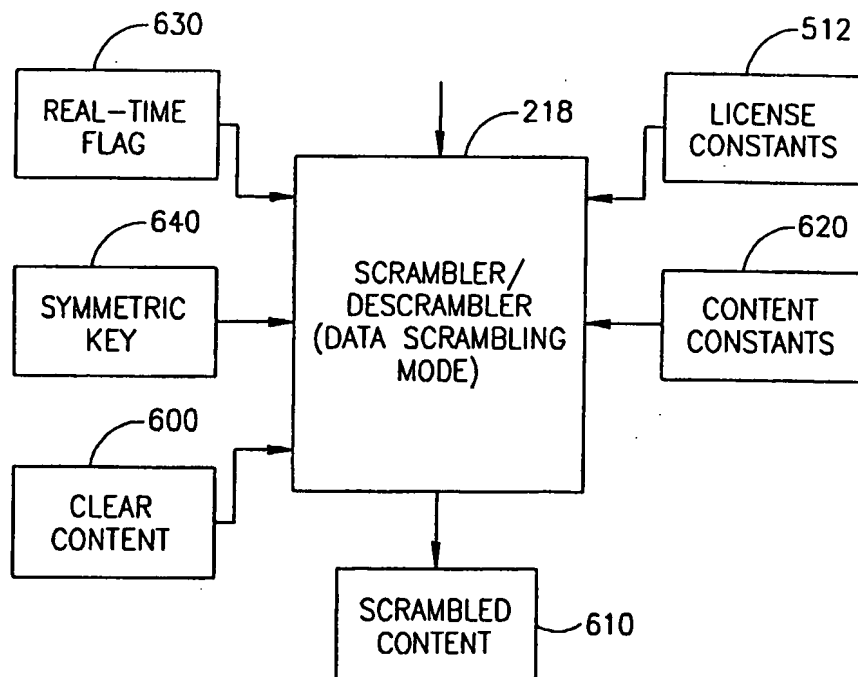 630
REAL-TIME
FLAG
218
512
LICENSE
CONSTANTS
640
SYMMETRIC
KEY
SCRAMBLER/
DESCRAMBLER
(DATA SCRAMBLING
MODE)
620
CONTENT
CONSTANTS
600
CLEAR
CONTENT
SCRAMBLED
CONTENT
610